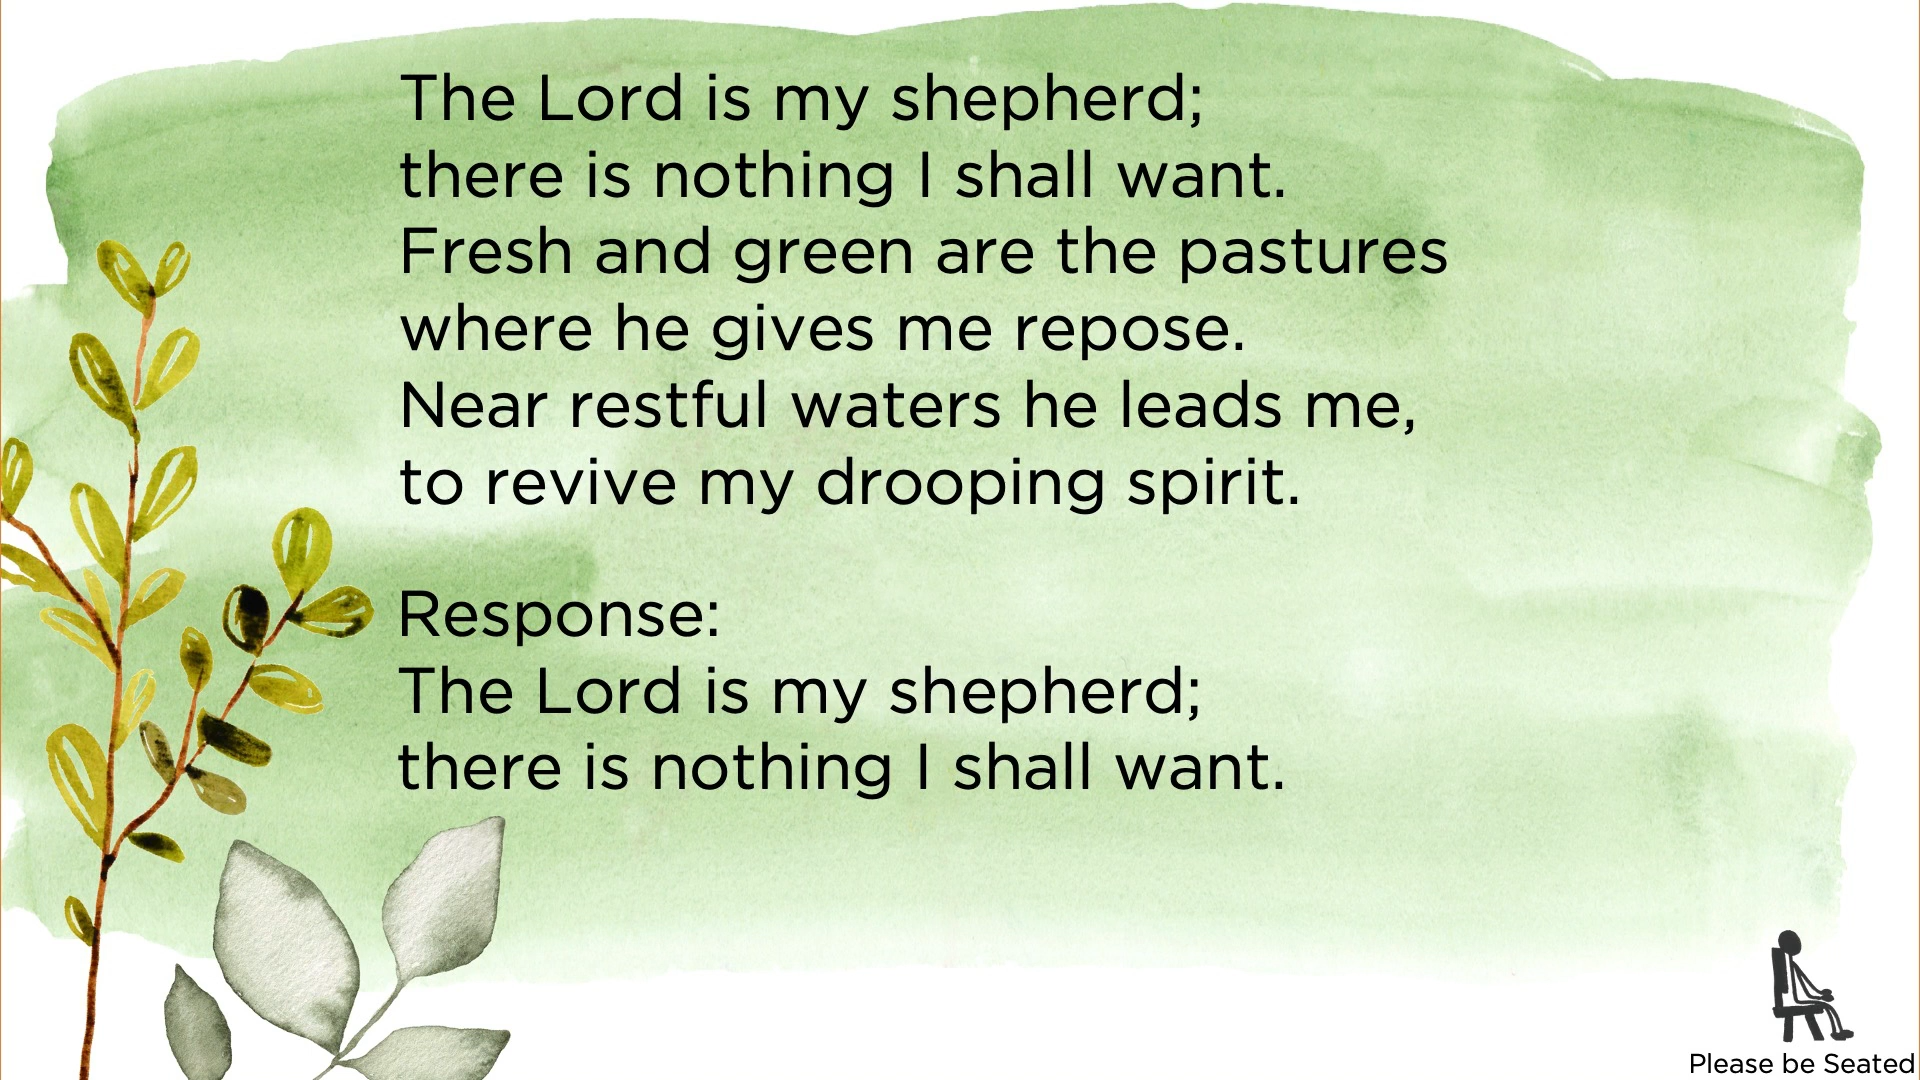 The Lord is my shepherd;
there is nothing I shall want.
Fresh and green are the pastures
where he gives me repose.
Near restful waters he leads me,
to revive my drooping spirit.
Response:
The Lord is my shepherd;
there is nothing I shall want.
Please be Seated